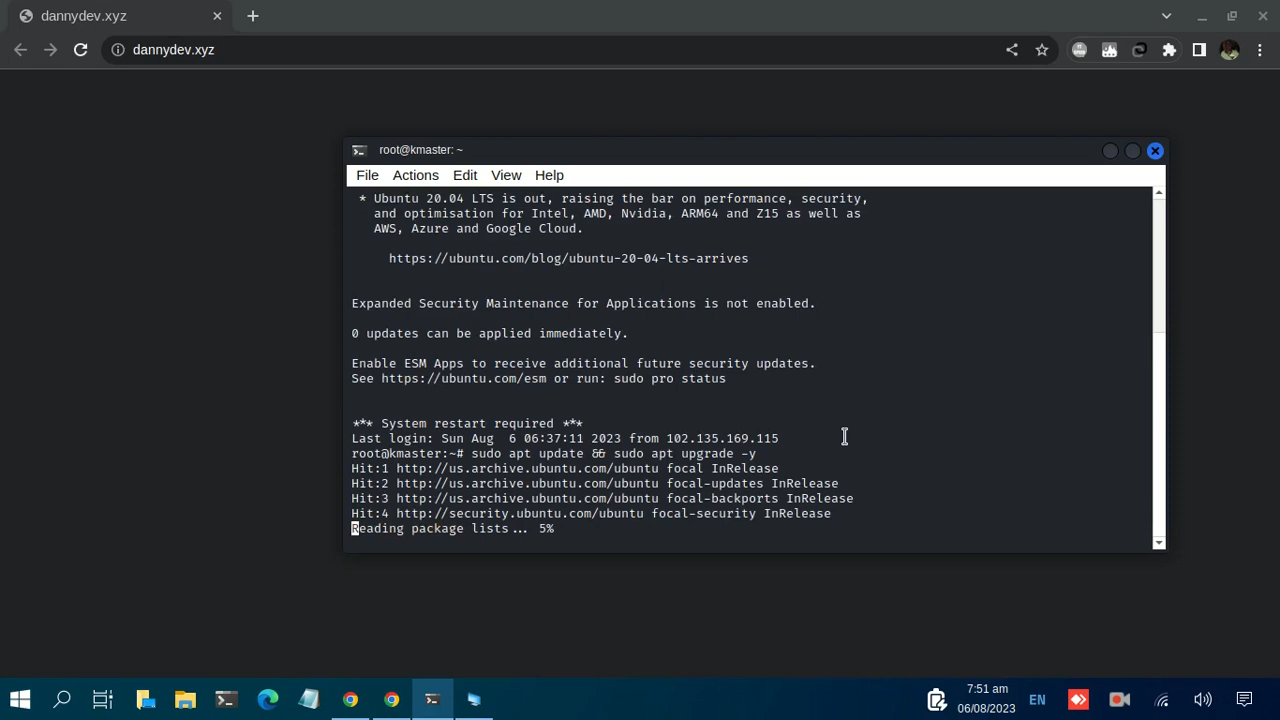 dannydev.xyz
dannydev.xyz
root@kmaster: ~
File Actions Edit View Help
* Ubuntu 20.04 LTS is out, raising the bar on performance, security,
and optimisation for Intel, AMD, Nvidia, ARM64 and Z15 as well as
AWS, Azure and Google Cloud.
https://ubuntu.com/blog/ubuntu-20-04-lts-arrives
Expanded Security Maintenance for Applications is not enabled.
0 updates can be applied immediately.
Enable ESM Apps to receive additional future security updates.
See https://ubuntu.com/esm or run: sudo pro status
*** System restart required ***
Last login: Sun Aug  6 06:37:11 2023 from 102.135.169.115
root@kmaster:~# sudo apt update && sudo apt upgrade -y
Hit:1 http://us.archive.ubuntu.com/ubuntu focal InRelease
Hit:2 http://us.archive.ubuntu.com/ubuntu focal-updates InRelease
Hit:3 http://us.archive.ubuntu.com/ubuntu focal-backports InRelease
Hit:4 http://security.ubuntu.com/ubuntu focal-security InRelease
Reading package lists... 5%
7:51 am
EN
06/08/2023